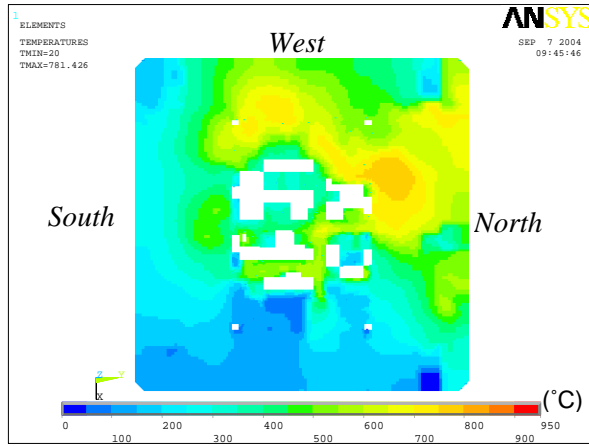 1
ELEMENTS
TEMPERATURES
TMIN=20
TMAX=781.426
ANSYS
SEP 7 2004
09:45:46
West
South
North
Z Y
X
(°C)
0 200 300 400 500 600 700 800 950
100 900